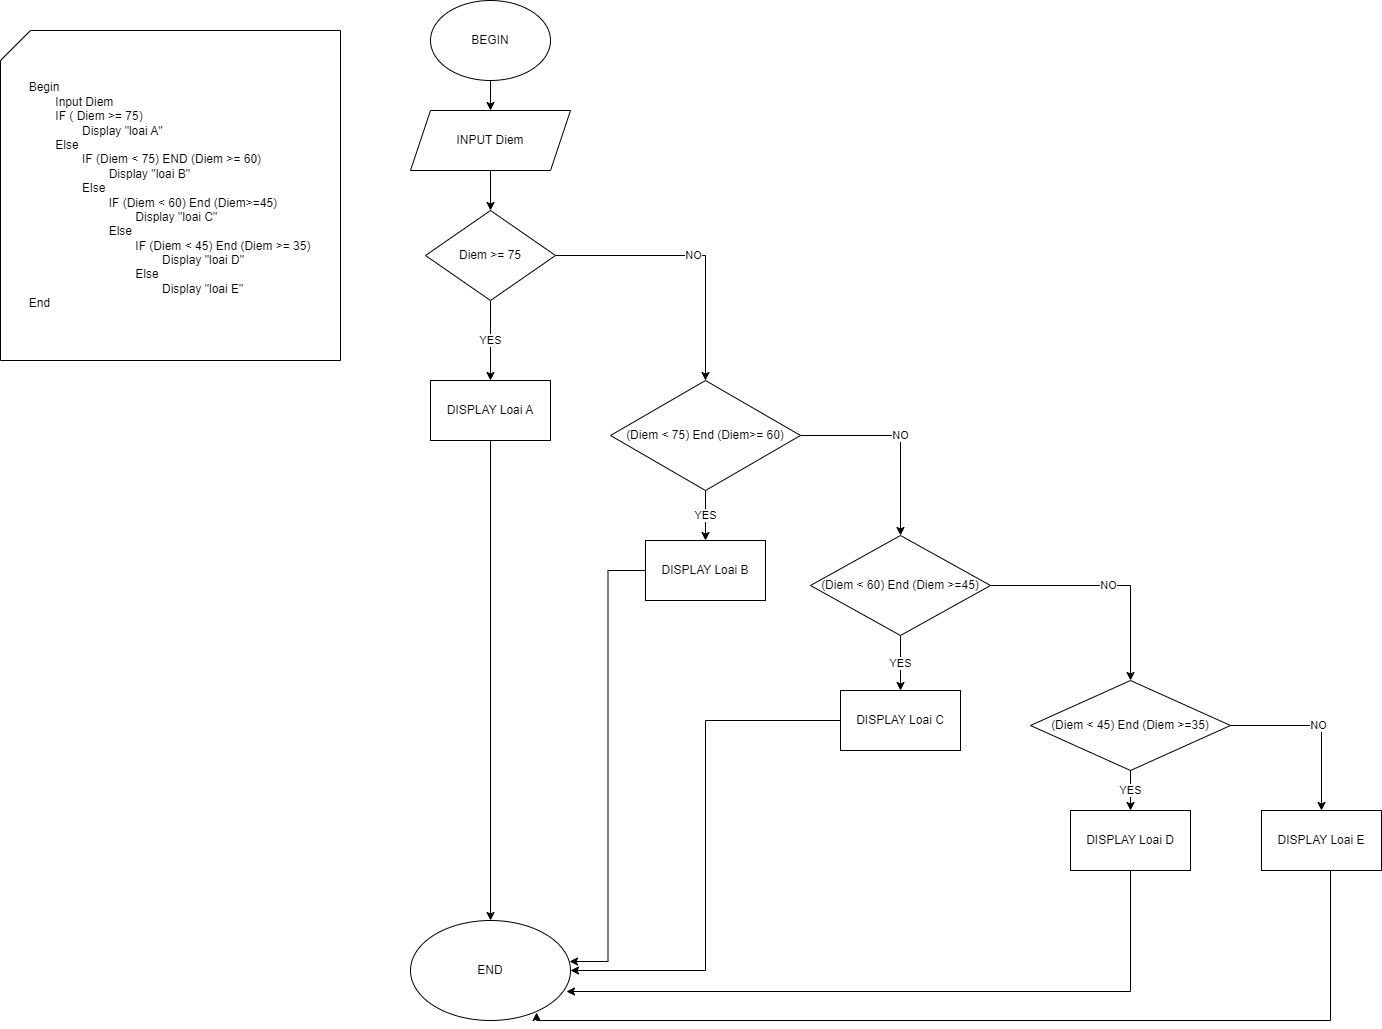 Begin
Input Diem
IF ( Diem >= 75)
Display "loai A"
Else
IF (Diem < 75) END (Diem >= 60)
Display "loai B"
Else
IF (Diem < 60) End (Diem>=45)
Display "loai C"
Else
IF (Diem < 45) End (Diem >= 35)
Display "loai D"
Else
Display "loai E"
End
BEGIN
INPUT Diem
Diem >= 75
NO
YES
DISPLAY Loai A
(Diem < 75) End (Diem>= 60)
NO
YES
DISPLAY Loai B
(Diem < 60) End (Diem >=45)
NO
YES
DISPLAY Loai C
(Diem < 45) End (Diem >=35)
NO
YES
DISPLAY Loai D
DISPLAY Loai E
END